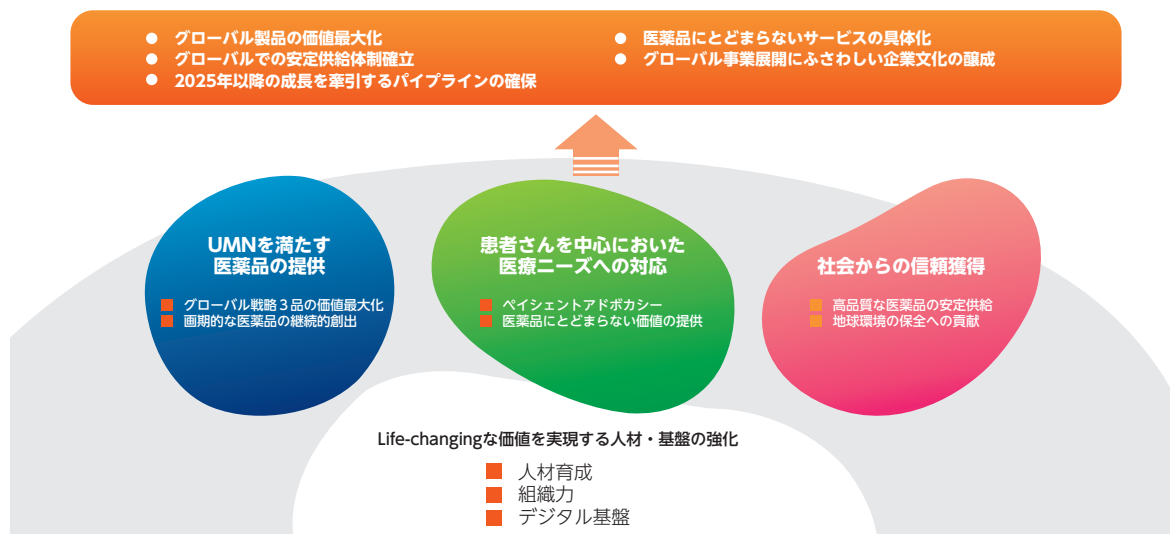 グローバル製品の価値最大化
グローバルでの安定供給体制確立
2025年以降の成長を牽引するパイプラインの確保
医薬品にとどまらないサービスの具体化
グローバル事業展開にふさわしい企業文化の醸成
UMNを満たす
医薬品の提供
グローバル戦略３品の価値最大化
画期的な医薬品の継続的創出
患者さんを中心においた
医療ニーズへの対応
ペイシェントアドボカシー
医薬品にとどまらない価値の提供
社会からの信頼獲得
高品質な医薬品の安定供給
地球環境の保全への貢献
Life-changingな価値を実現する人材・基盤の強化
人材育成
組織力
デジタル基盤